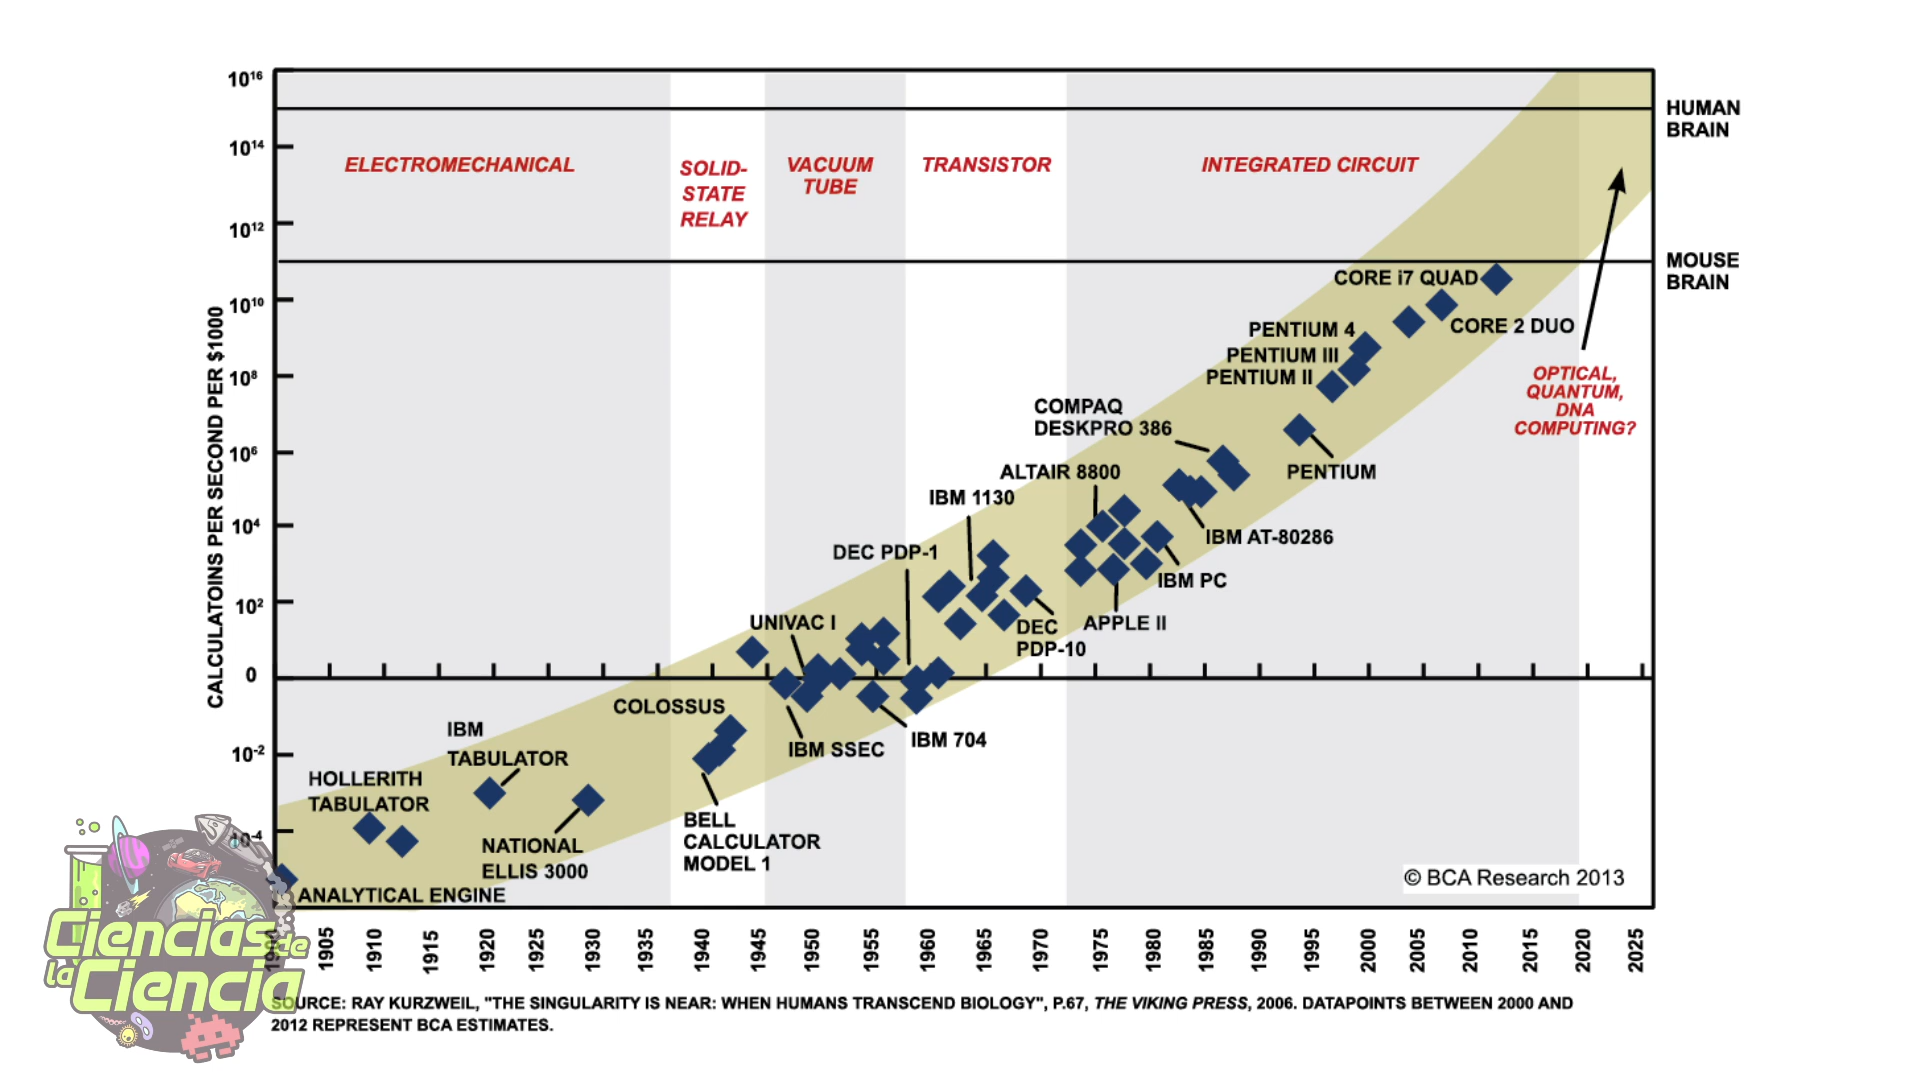 10¹⁶
10¹⁴
10¹²
10¹⁰
10⁸
10⁶
10⁴
10²
0
10⁻²
10⁻⁴
CALCULATOINS PER SECOND PER $1000
HUMAN
BRAIN
MOUSE
BRAIN
ELECTROMECHANICAL
SOLID-
STATE
RELAY
VACUUM
TUBE
TRANSISTOR
INTEGRATED CIRCUIT
OPTICAL,
QUANTUM,
DNA
COMPUTING?
CORE i7 QUAD
CORE 2 DUO
PENTIUM 4
PENTIUM III
PENTIUM II
PENTIUM
COMPAQ
DESKPRO 386
ALTAIR 8800
IBM 1130
IBM AT-80286
DEC PDP-1
IBM PC
UNIVAC I
DEC
PDP-10
APPLE II
COLOSSUS
IBM SSEC
IBM 704
IBM
TABULATOR
HOLLERITH
TABULATOR
NATIONAL
ELLIS 3000
BELL
CALCULATOR
MODEL 1
ANALYTICAL ENGINE
© BCA Research 2013
1905
1910
1915
1920
1925
1930
1935
1940
1945
1950
1955
1960
1965
1970
1975
1980
1985
1990
1995
2000
2005
2010
2015
2020
2025
Ciencias de
la Ciencia
SOURCE: RAY KURZWEIL, "THE SINGULARITY IS NEAR: WHEN HUMANS TRANSCEND BIOLOGY", P.67, THE VIKING PRESS, 2006. DATAPOINTS BETWEEN 2000 AND
2012 REPRESENT BCA ESTIMATES.